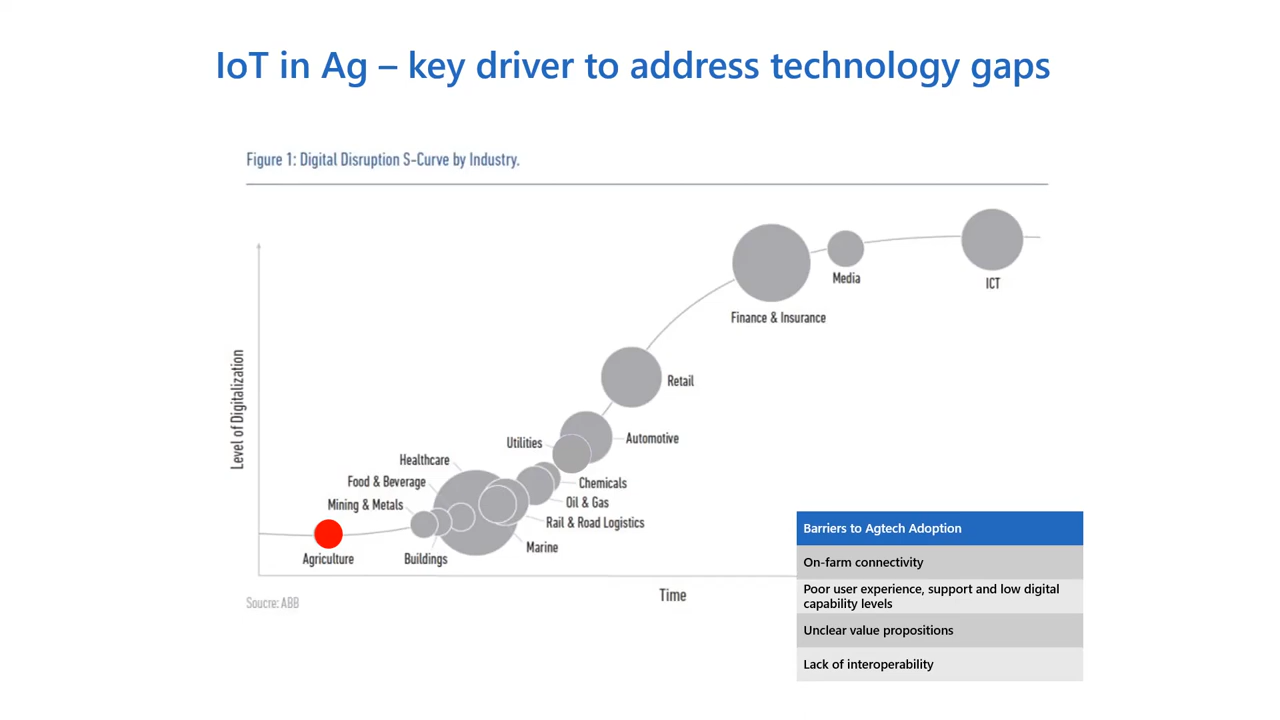 IoT in Ag – key driver to address technology gaps
Figure 1: Digital Disruption S-Curve by Industry.
Level of Digitalization
ICT
Media
Finance & Insurance
Retail
Automotive
Utilities
Healthcare
Food & Beverage
Mining & Metals
Chemicals
Oil & Gas
Rail & Road Logistics
Marine
Buildings
Agriculture
Time
Soucre: ABB
Barriers to Agtech Adoption
On-farm connectivity
Poor user experience, support and low digital
capability levels
Unclear value propositions
Lack of interoperability